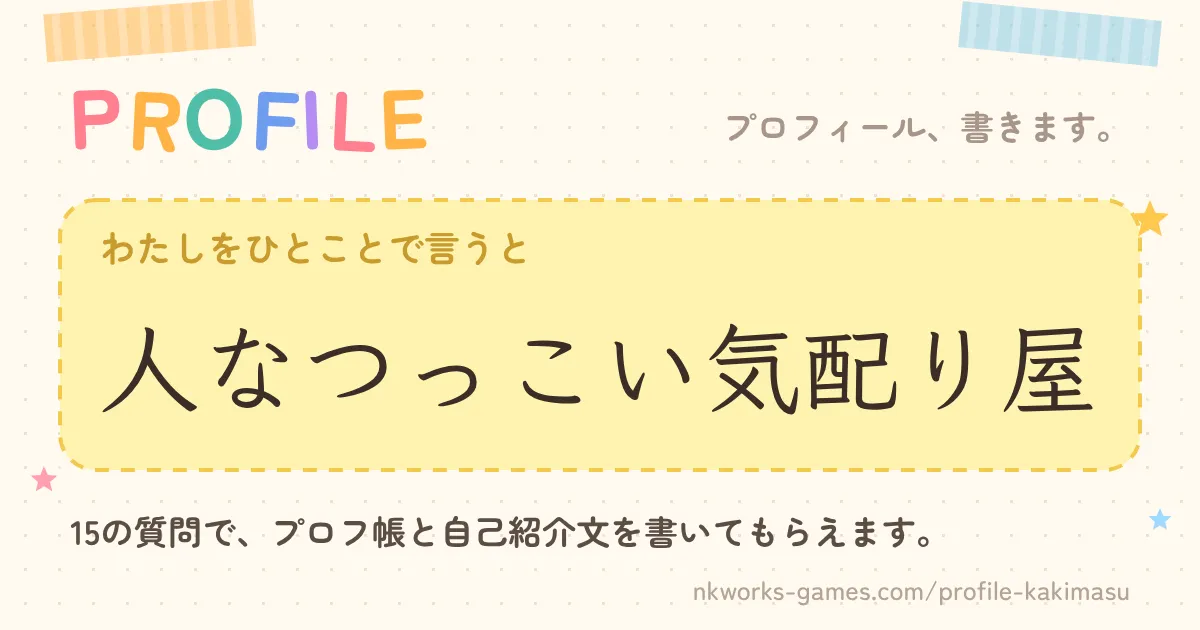 PROFILE
プロフィール、書きます。
わたしをひとことで言うと
人なつっこい気配り屋
15の質問で、プロフ帳と自己紹介文を書いてもらえます。
nkworks-games.com/profile-kakimasu